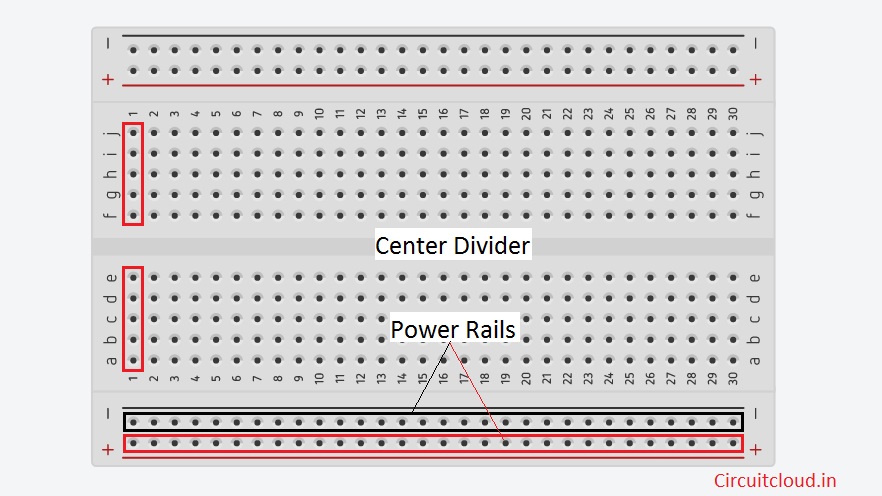 − −
+ +
1 2 3 4 5 6 7 8 9 10 11 12 13 14 15 16 17 18 19 20 21 22 23 24 25 26 27 28 29 30
j j
i i
h h
g g
f f
Center Divider
e e
d d
c c
b b
a a
Power Rails
1 2 3 4 5 6 7 8 9 10 11 12 13 14 15 16 17 18 19 20 21 22 23 24 25 26 27 28 29 30
− −
+ +
Circuitcloud.in